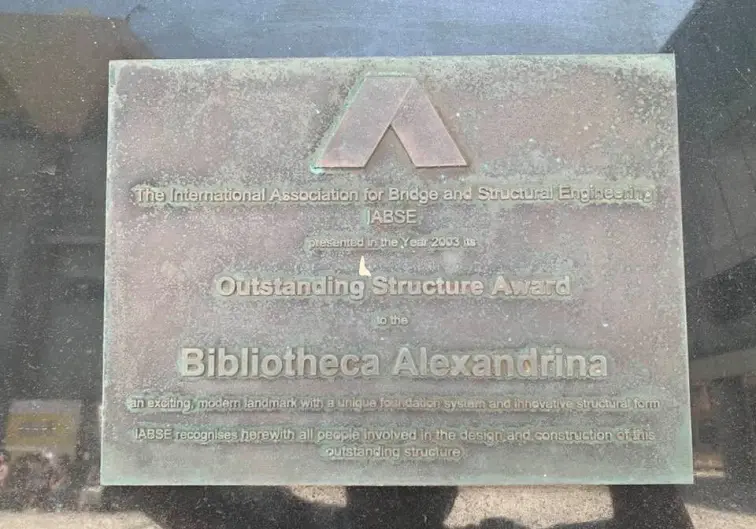 The International Association for Bridge and Structural Engineering
IABSE
presented in the Year 2003 its
Outstanding Structure Award
to the
Bibliotheca Alexandrina
an exciting, modern landmark with a unique foundation system and innovative structural form
IABSE recognises herewith all people involved in the design and construction of this
outstanding structure